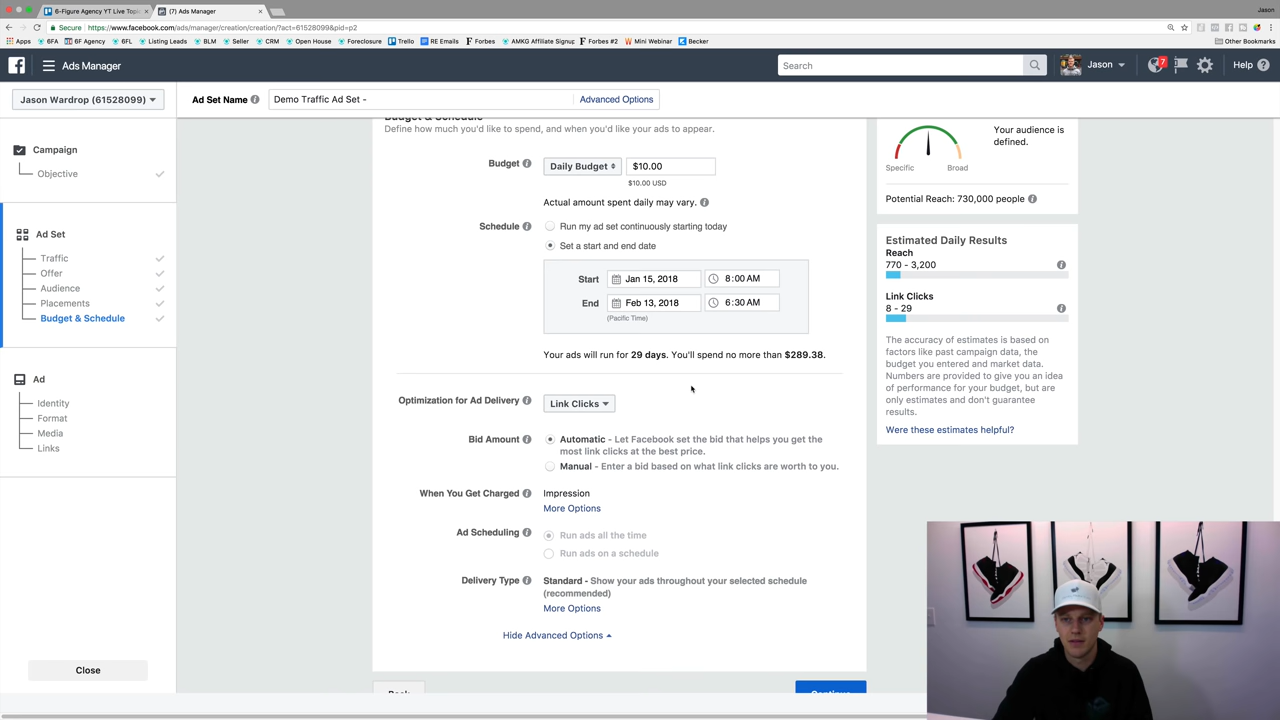 6-Figure Agency YT Live Topi
(7) Ads Manager
Jason
Secure
https://www.facebook.com/ads/manager/creation/creation/?act=61528099&pid=p2
Apps
6FA
6F Agency
6FL
Listing Leads
BLM
Seller
CRM
Open House
Foreclosure
Trello
RE Emails
Forbes
AMKG Affiliate Signup
Forbes #2
Mini Webinar
Becker
Other Bookmarks
Ads Manager
Search
Jason
7
Help
Jason Wardrop (61528099)
Ad Set Name
Demo Traffic Ad Set -
Advanced Options
Campaign
Objective
Ad Set
Traffic
Offer
Audience
Placements
Budget & Schedule
Ad
Identity
Format
Media
Links
Close
Budget & Schedule
Define how much you'd like to spend, and when you'd like your ads to appear.
Budget
Daily Budget
$10.00
$10.00 USD
Actual amount spent daily may vary.
Schedule
Run my ad set continuously starting today
Set a start and end date
Start
Jan 15, 2018
8:00 AM
End
Feb 13, 2018
6:30 AM
(Pacific Time)
Your ads will run for 29 days. You'll spend no more than $289.38.
Optimization for Ad Delivery
Link Clicks
Bid Amount
Automatic - Let Facebook set the bid that helps you get the
most link clicks at the best price.
Manual - Enter a bid based on what link clicks are worth to you.
When You Get Charged
Impression
More Options
Ad Scheduling
Run ads all the time
Run ads on a schedule
Delivery Type
Standard - Show your ads throughout your selected schedule
(recommended)
More Options
Hide Advanced Options
Back
Continue
Your audience is
defined.
Specific
Broad
Potential Reach: 730,000 people
Estimated Daily Results
Reach
770 - 3,200
Link Clicks
8 - 29
The accuracy of estimates is based on
factors like past campaign data, the
budget you entered and market data.
Numbers are provided to give you an idea
of performance for your budget, but are
only estimates and don't guarantee
results.
Were these estimates helpful?